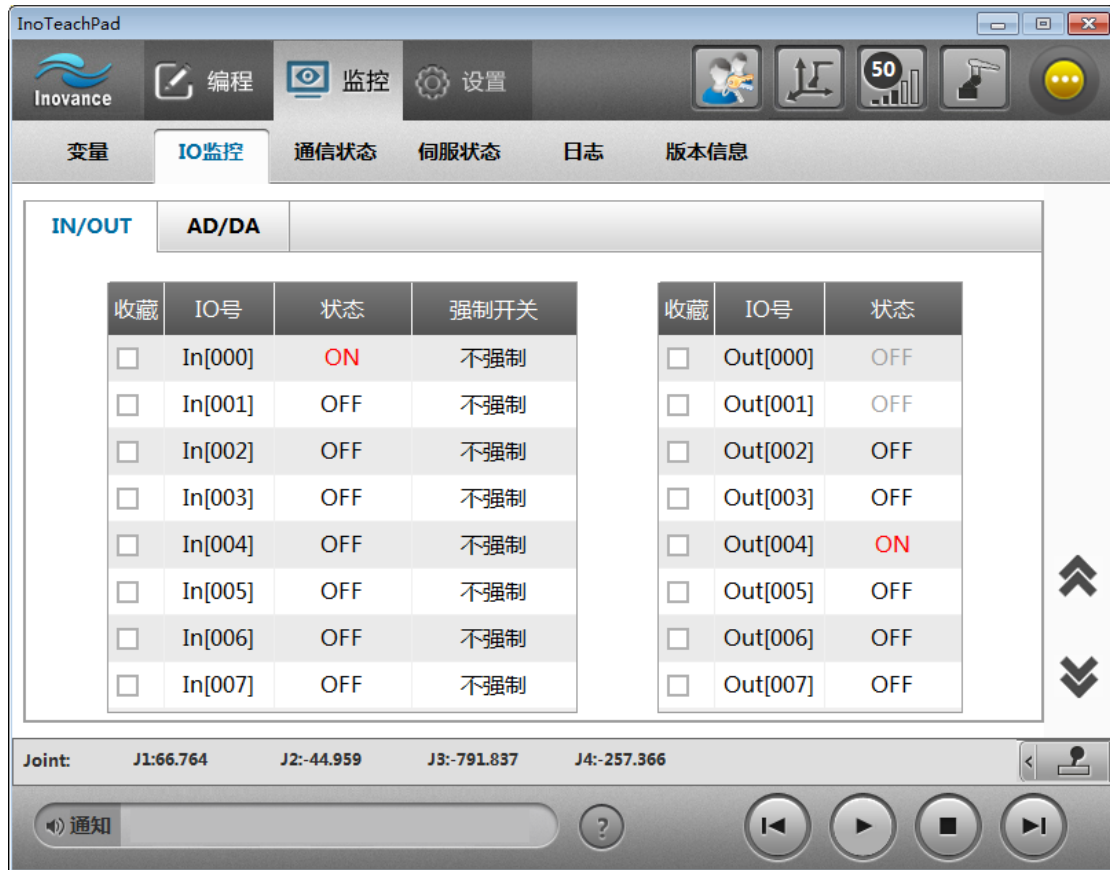 InoTeachPad
Inovance 编程 监控 设置 50
变量 IO监控 通信状态 伺服状态 日志 版本信息
IN/OUT AD/DA
收藏 IO号 状态 强制开关 收藏 IO号 状态
In[000] ON 不强制 Out[000] OFF
In[001] OFF 不强制 Out[001] OFF
In[002] OFF 不强制 Out[002] OFF
In[003] OFF 不强制 Out[003] OFF
In[004] OFF 不强制 Out[004] ON
In[005] OFF 不强制 Out[005] OFF
In[006] OFF 不强制 Out[006] OFF
In[007] OFF 不强制 Out[007] OFF
Joint: J1:66.764 J2:-44.959 J3:-791.837 J4:-257.366
通知 ?